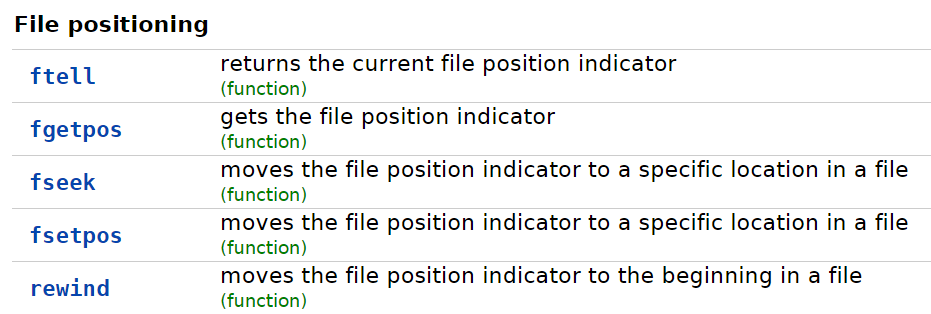 File positioning
ftell
returns the current file position indicator
(function)
fgetpos
gets the file position indicator
(function)
fseek
moves the file position indicator to a specific location in a file
(function)
fsetpos
moves the file position indicator to a specific location in a file
(function)
rewind
moves the file position indicator to the beginning in a file
(function)